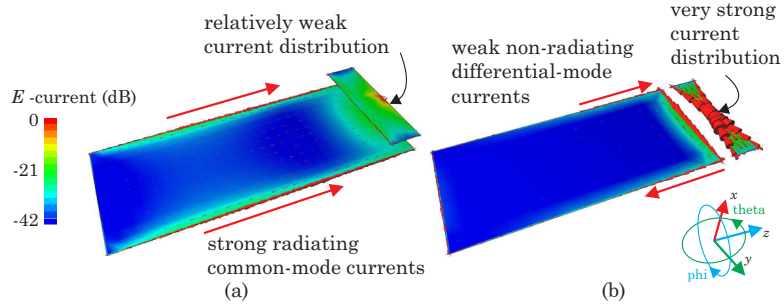 relatively weak
current distribution
E -current (dB)
0
-21
-42
strong radiating
common-mode currents
(a)
very strong
current
distribution
weak non-radiating
differential-mode
currents
x
theta
z
y
phi
(b)